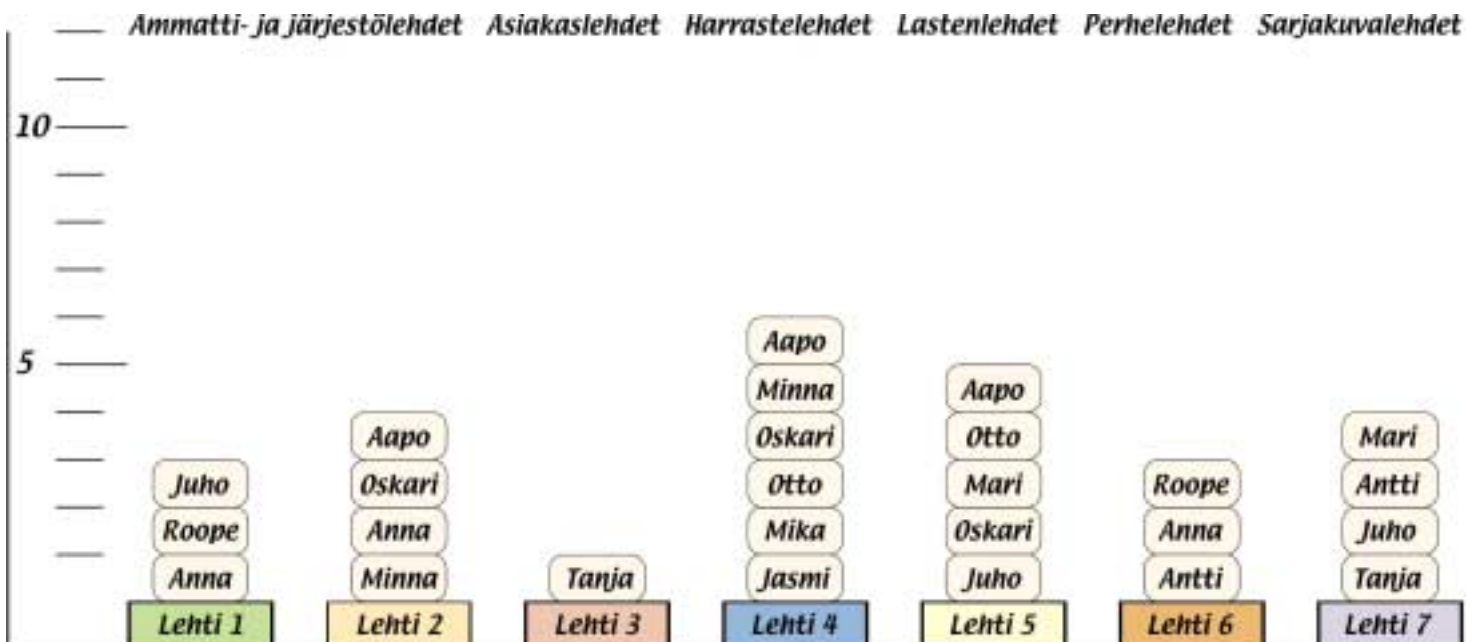 Ammatti- ja järjestölehdet Asiakaslehdet Harrastelehdet Lastenlehdet Perhelehdet Sarjakuvalehdet
10
5
Juho
Roope
Anna
Lehti 1
Aapo
Oskari
Anna
Minna
Lehti 2
Tanja
Lehti 3
Aapo
Minna
Oskari
Otto
Mika
Jasmi
Lehti 4
Aapo
Otto
Mari
Oskari
Juho
Lehti 5
Roope
Anna
Antti
Lehti 6
Mari
Antti
Juho
Tanja
Lehti 7